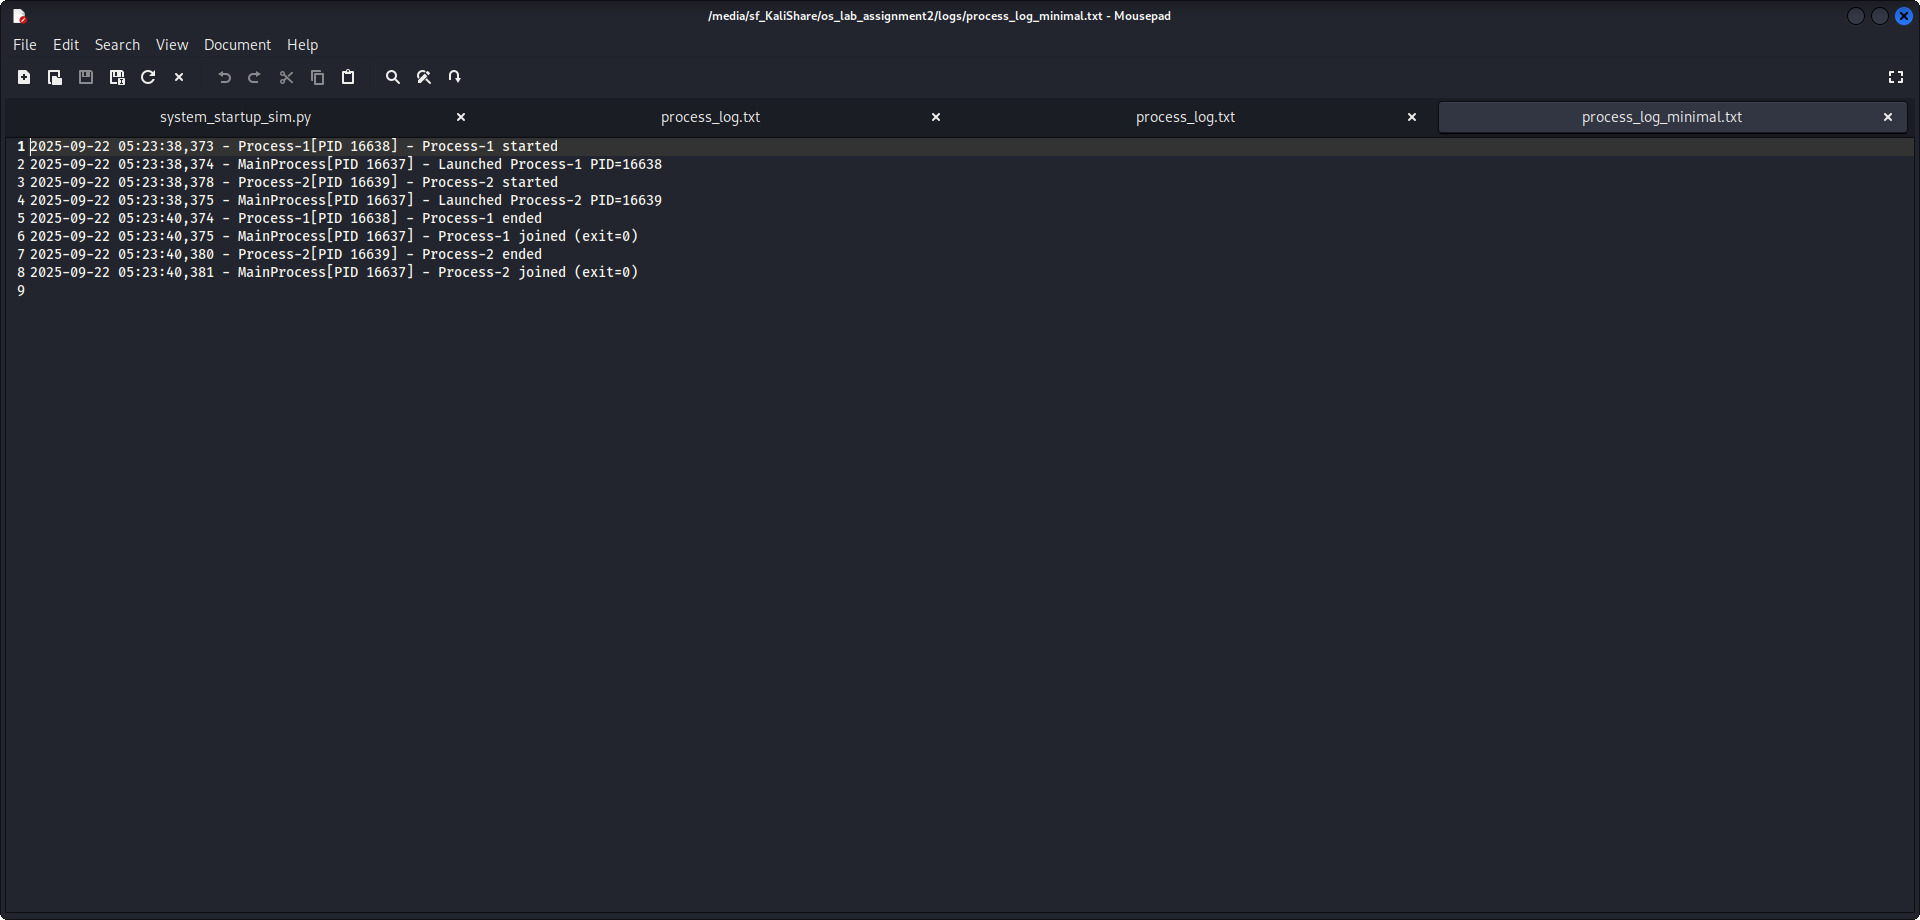 /media/sf_KaliShare/os_lab_assignment2/logs/process_log_minimal.txt - Mousepad
File Edit Search View Document Help
system_startup_sim.py process_log.txt process_log.txt process_log_minimal.txt
1 2025-09-22 05:23:38,373 - Process-1[PID 16638] - Process-1 started
2 2025-09-22 05:23:38,374 - MainProcess[PID 16637] - Launched Process-1 PID=16638
3 2025-09-22 05:23:38,378 - Process-2[PID 16639] - Process-2 started
4 2025-09-22 05:23:38,375 - MainProcess[PID 16637] - Launched Process-2 PID=16639
5 2025-09-22 05:23:40,374 - Process-1[PID 16638] - Process-1 ended
6 2025-09-22 05:23:40,375 - MainProcess[PID 16637] - Process-1 joined (exit=0)
7 2025-09-22 05:23:40,380 - Process-2[PID 16639] - Process-2 ended
8 2025-09-22 05:23:40,381 - MainProcess[PID 16637] - Process-2 joined (exit=0)
9